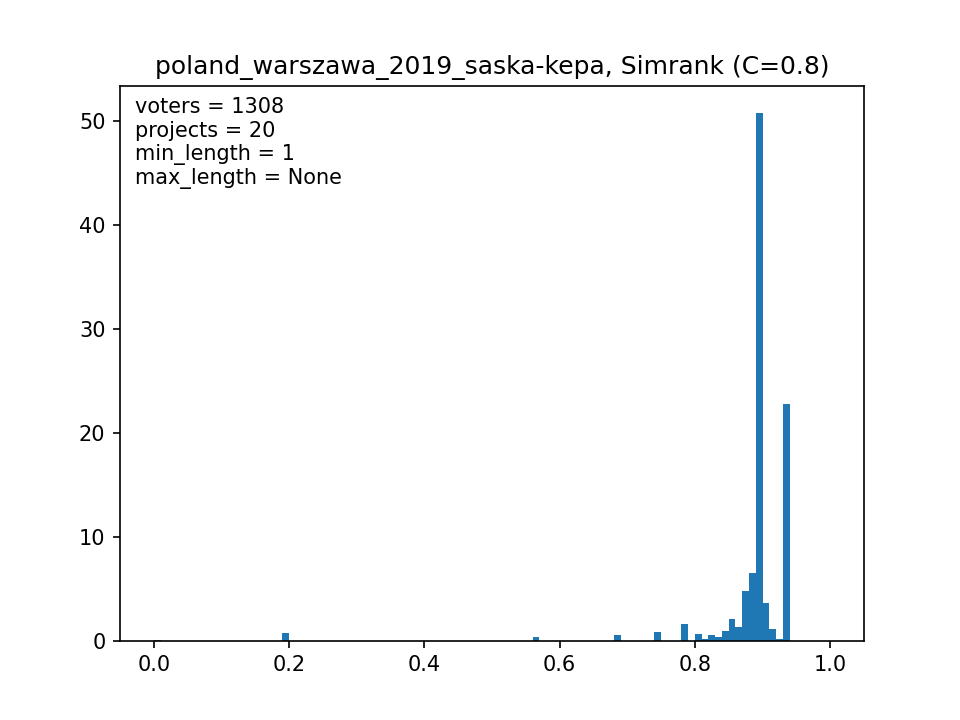 poland_warszawa_2019_saska-kepa, Simrank (C=0.8)
voters = 1308
projects = 20
min_length = 1
max_length = None
50
40
30
20
10
0
0.0 0.2 0.4 0.6 0.8 1.0